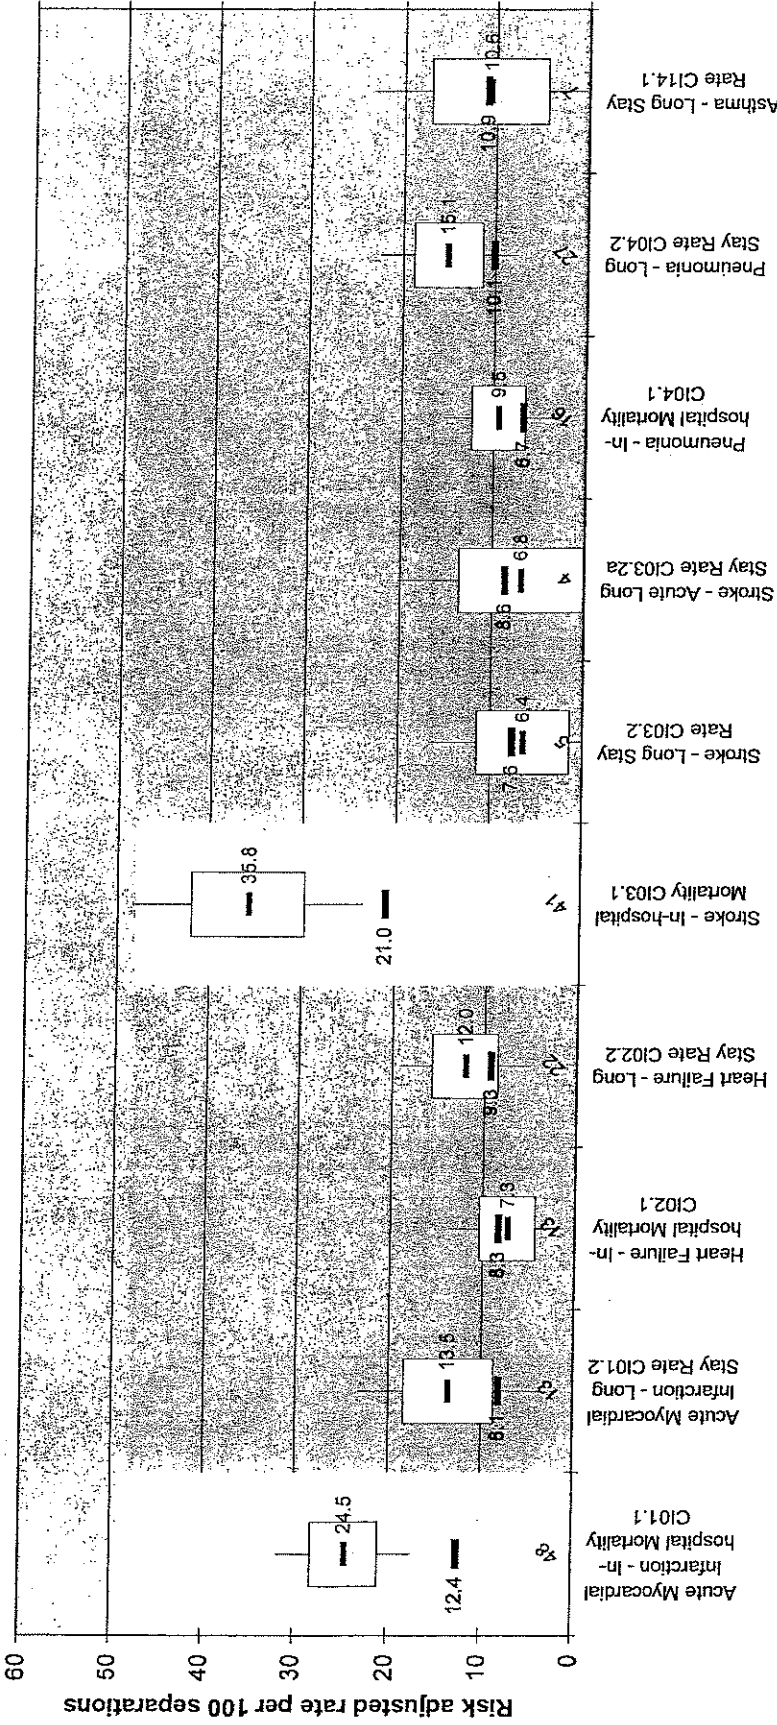 Risk adjusted rate per 100 separations
60
50
40
30
20
10
0
24.5
12.4
13.5
8.1
8.3
7.3
12.0
9.3
35.8
21.0
7.6
6.4
8.6
6.8
9.5
6.7
15.1
10.1
10.9
10.6
48
13
22
41
5
4
16
27
1
Acute Myocardial
Infarction - In-
hospital Mortality
CI01.1
Acute Myocardial
Infarction - Long
Stay Rate CI01.2
Heart Failure - In-
hospital Mortality
CI02.1
Heart Failure - Long
Stay Rate CI02.2
Stroke - In-hospital
Mortality CI03.1
Stroke - Long Stay
Rate CI03.2
Stroke - Acute Long
Stay Rate CI03.2a
Pneumonia - In-
hospital Mortality
CI04.1
Pneumonia - Long
Stay Rate CI04.2
Asthma - Long Stay
Rate CI14.1